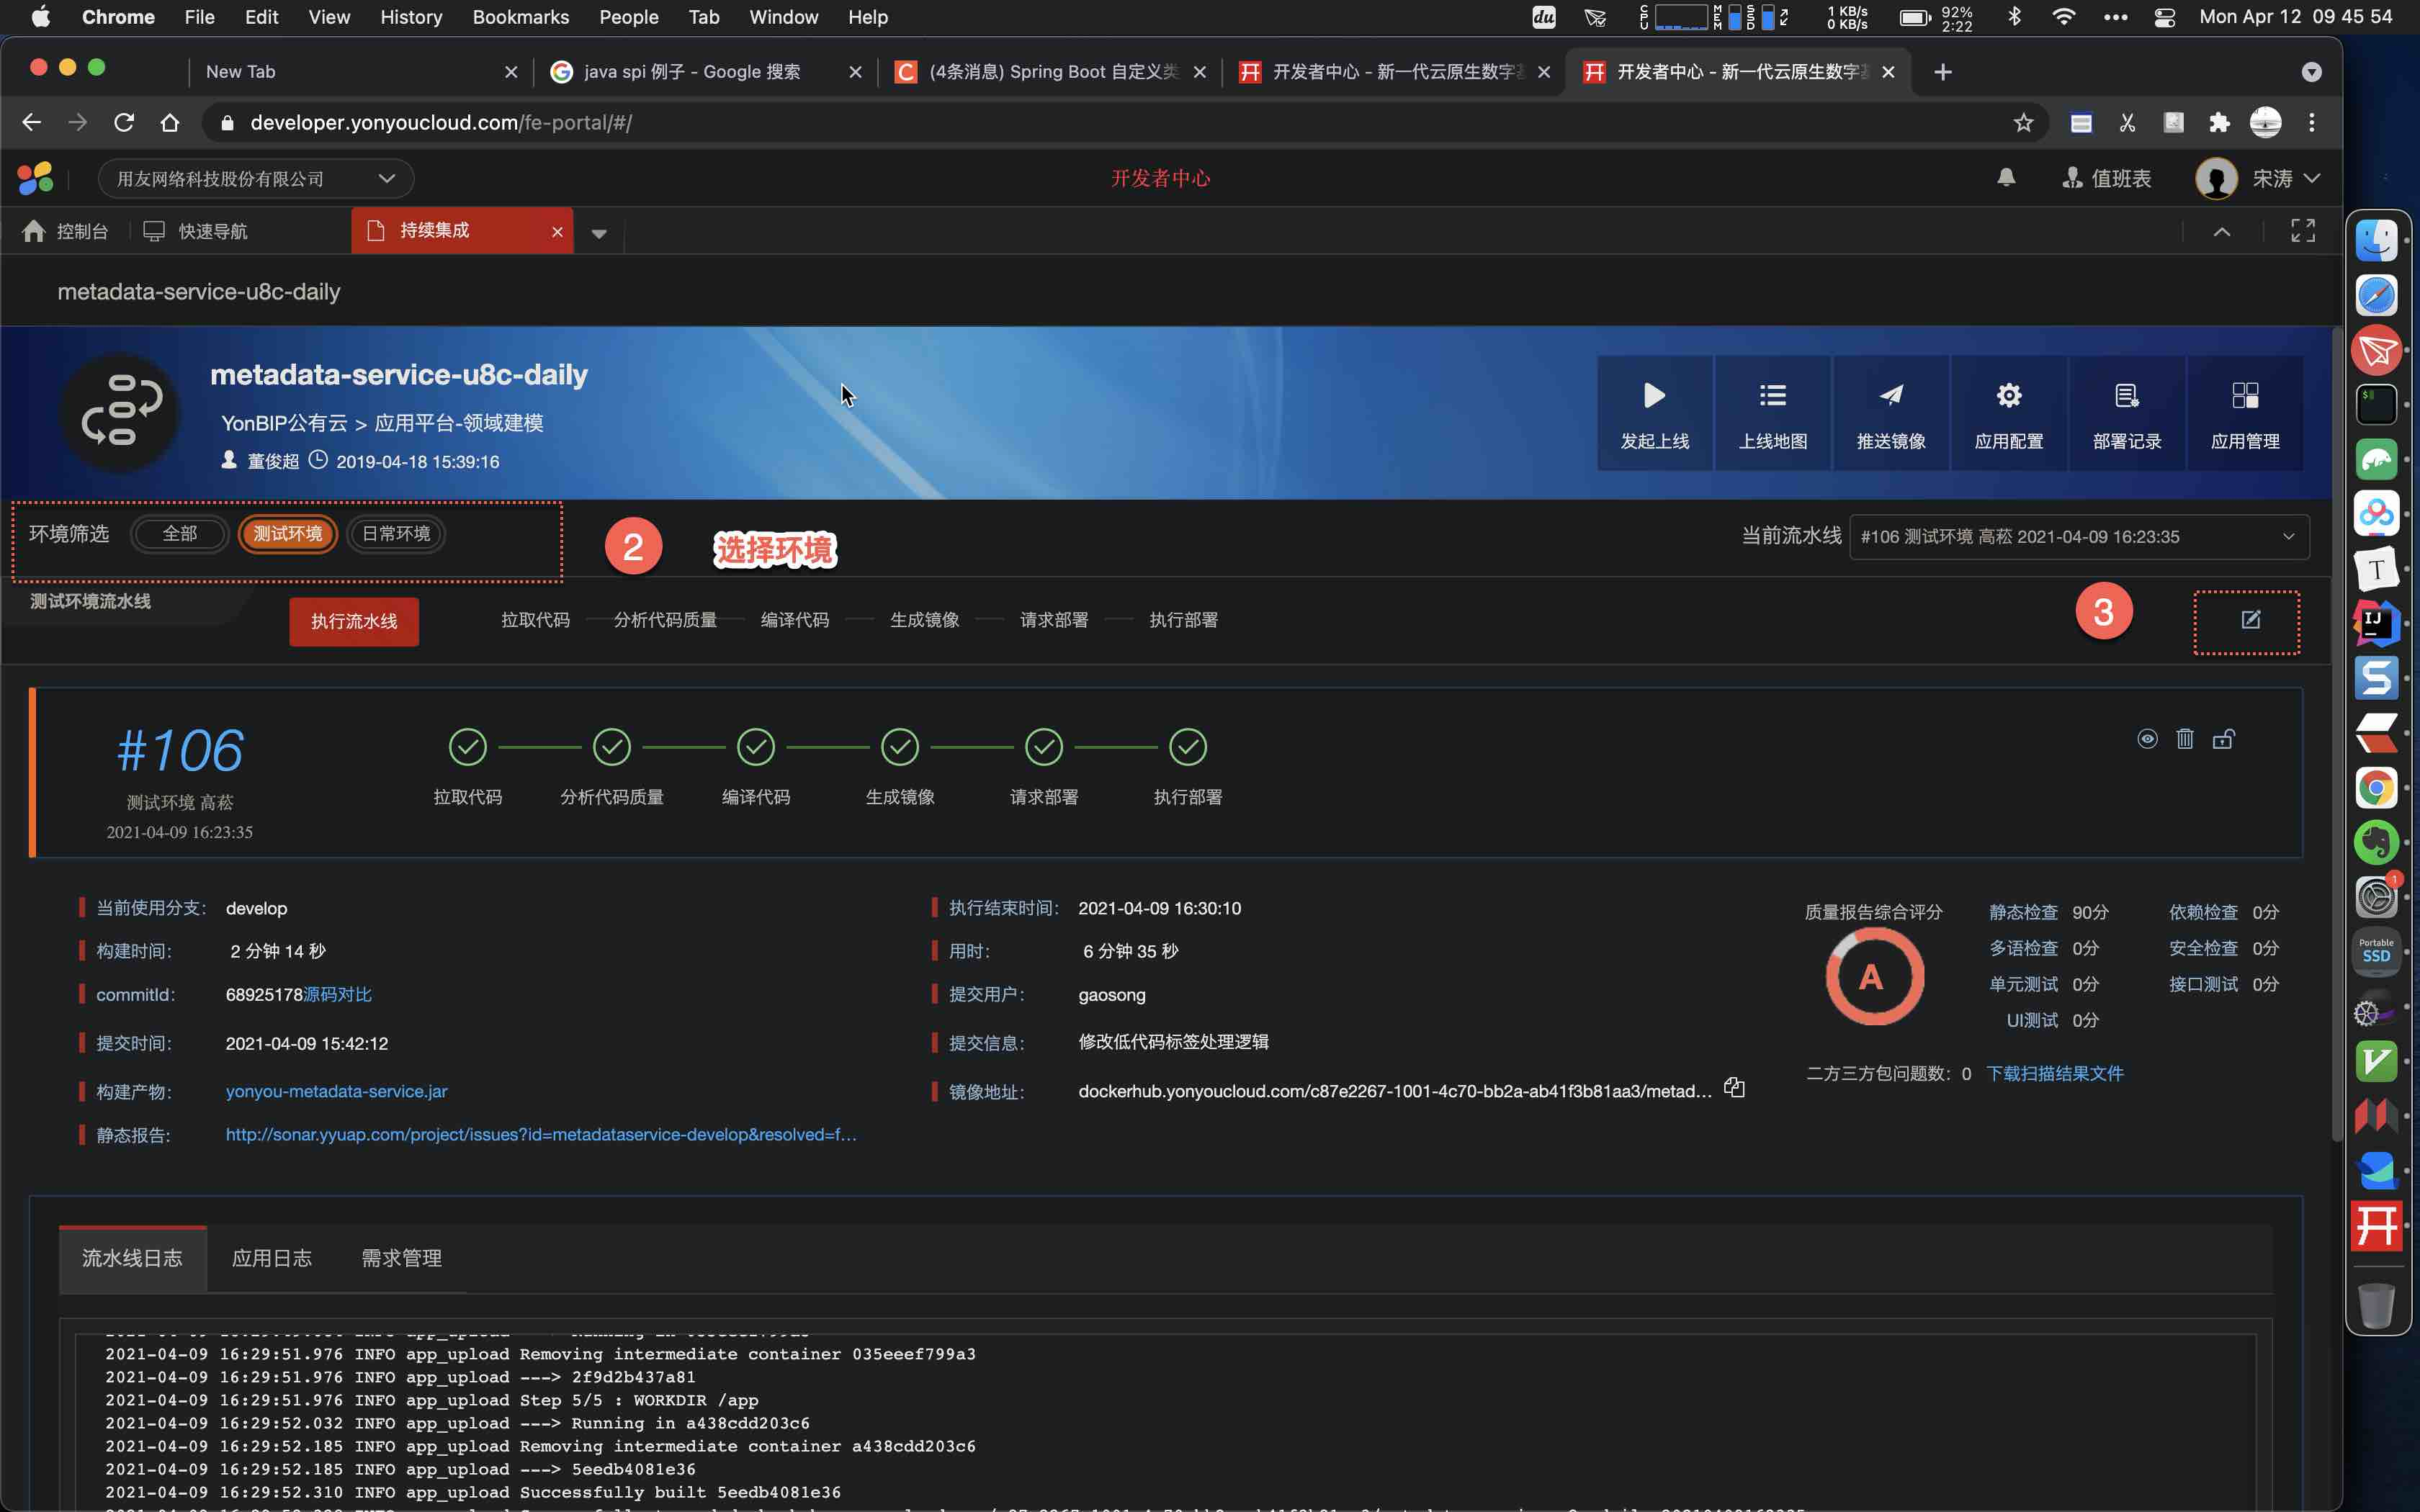 Chrome File Edit View History Bookmarks People Tab Window Help
CPU MEM SSD 1 KB/s 0 KB/s 92% 2:22 Mon Apr 12 09 45 54
New Tab
java spi 例子 - Google 搜索
(4条消息) Spring Boot 自定义类
开发者中心 - 新一代云原生数字
开发者中心 - 新一代云原生数字
developer.yonyoucloud.com/fe-portal/#/
用友网络科技股份有限公司
开发者中心
值班表
宋涛
控制台
快速导航
持续集成
metadata-service-u8c-daily
metadata-service-u8c-daily
YonBIP公有云 > 应用平台-领域建模
董俊超 2019-04-18 15:39:16
发起上线
上线地图
推送镜像
应用配置
部署记录
应用管理
环境筛选 全部 测试环境 日常环境
2 选择环境
当前流水线 #106 测试环境 高菘 2021-04-09 16:23:35
测试环境流水线
执行流水线
拉取代码 分析代码质量 编译代码 生成镜像 请求部署 执行部署
3
#106
测试环境 高菘
2021-04-09 16:23:35
拉取代码 分析代码质量 编译代码 生成镜像 请求部署 执行部署
当前使用分支: develop
执行结束时间: 2021-04-09 16:30:10
构建时间: 2 分钟 14 秒
用时: 6 分钟 35 秒
commitId: 68925178源码对比
提交用户: gaosong
提交时间: 2021-04-09 15:42:12
提交信息: 修改低代码标签处理逻辑
构建产物: yonyou-metadata-service.jar
镜像地址: dockerhub.yonyoucloud.com/c87e2267-1001-4c70-bb2a-ab41f3b81aa3/metad...
静态报告: http://sonar.yyuap.com/project/issues?id=metadataservice-develop&resolved=f...
质量报告综合评分
A
静态检查 90分 依赖检查 0分
多语检查 0分 安全检查 0分
单元测试 0分 接口测试 0分
UI测试 0分
二方三方包问题数: 0 下载扫描结果文件
流水线日志 应用日志 需求管理
2021-04-09 16:29:51.976 INFO app_upload Removing intermediate container 035eeef799a3
2021-04-09 16:29:51.976 INFO app_upload ---> 2f9d2b437a81
2021-04-09 16:29:51.976 INFO app_upload Step 5/5 : WORKDIR /app
2021-04-09 16:29:52.032 INFO app_upload ---> Running in a438cdd203c6
2021-04-09 16:29:52.185 INFO app_upload Removing intermediate container a438cdd203c6
2021-04-09 16:29:52.185 INFO app_upload ---> 5eedb4081e36
2021-04-09 16:29:52.310 INFO app_upload Successfully built 5eedb4081e36
Portable
SSD